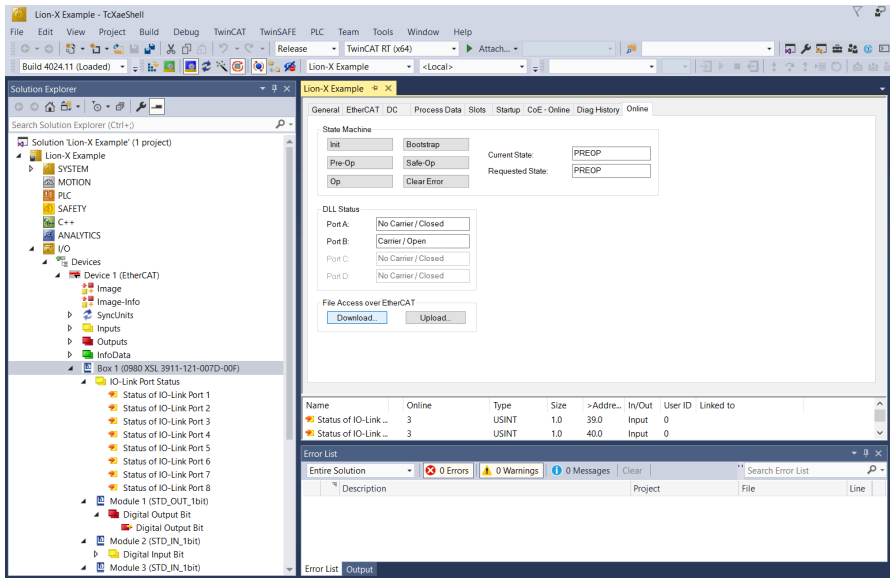 Lion-X Example - TcXaeShell
File Edit View Project Build Debug TwinCAT TwinSAFE PLC Team Tools Window Help
Release TwinCAT RT (x64) Attach...
Build 4024.11 (Loaded) Lion-X Example <Local>
Solution Explorer
Search Solution Explorer (Ctrl+;)
Solution 'Lion-X Example' (1 project)
Lion-X Example
SYSTEM
MOTION
PLC
SAFETY
C++
ANALYTICS
I/O
Devices
Device 1 (EtherCAT)
Image
Image-Info
SyncUnits
Inputs
Outputs
InfoData
Box 1 (0980 XSL 3911-121-007D-00F)
IO-Link Port Status
Status of IO-Link Port 1
Status of IO-Link Port 2
Status of IO-Link Port 3
Status of IO-Link Port 4
Status of IO-Link Port 5
Status of IO-Link Port 6
Status of IO-Link Port 7
Status of IO-Link Port 8
Module 1 (STD_OUT_1bit)
Digital Output Bit
Digital Output Bit
Module 2 (STD_IN_1bit)
Digital Input Bit
Module 3 (STD_IN_1bit)
Lion-X Example
General EtherCAT DC Process Data Slots Startup CoE - Online Diag History Online
State Machine
Init Bootstrap
Pre-Op Safe-Op
Op Clear Error
Current State: PREOP
Requested State: PREOP
DLL Status
Port A: No Carrier / Closed
Port B: Carrier / Open
Port C: No Carrier / Closed
Port D: No Carrier / Closed
File Access over EtherCAT
Download... Upload...
Name Online Type Size >Addre... In/Out User ID Linked to
Status of IO-Link ... 3 USINT 1.0 39.0 Input 0
Status of IO-Link ... 3 USINT 1.0 40.0 Input 0
Error List
Entire Solution 0 Errors 0 Warnings 0 Messages Clear Search Error List
Description Project File Line
Error List Output